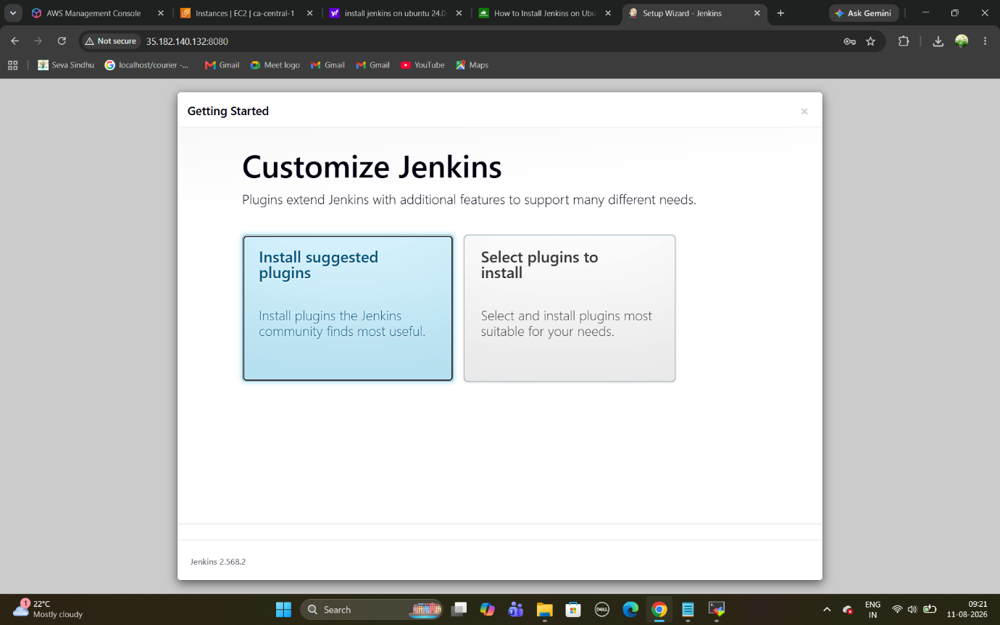 AWS Management Console
Instances | EC2 | ca-central-1
install jenkins on ubuntu 24.0
How to Install Jenkins on Ubu
Setup Wizard - Jenkins
Ask Gemini
Not secure
35.182.140.132:8080
Seva Sindhu
localhost/courier -...
Gmail
Meet logo
Gmail
Gmail
YouTube
Maps
Getting Started
Customize Jenkins
Plugins extend Jenkins with additional features to support many different needs.
Install suggested
plugins
Install plugins the Jenkins
community finds most useful.
Select plugins to
install
Select and install plugins most
suitable for your needs.
Jenkins 2.568.2
1
22°C
Mostly cloudy
Search
DELL
ENG
IN
09:21
11-08-2026